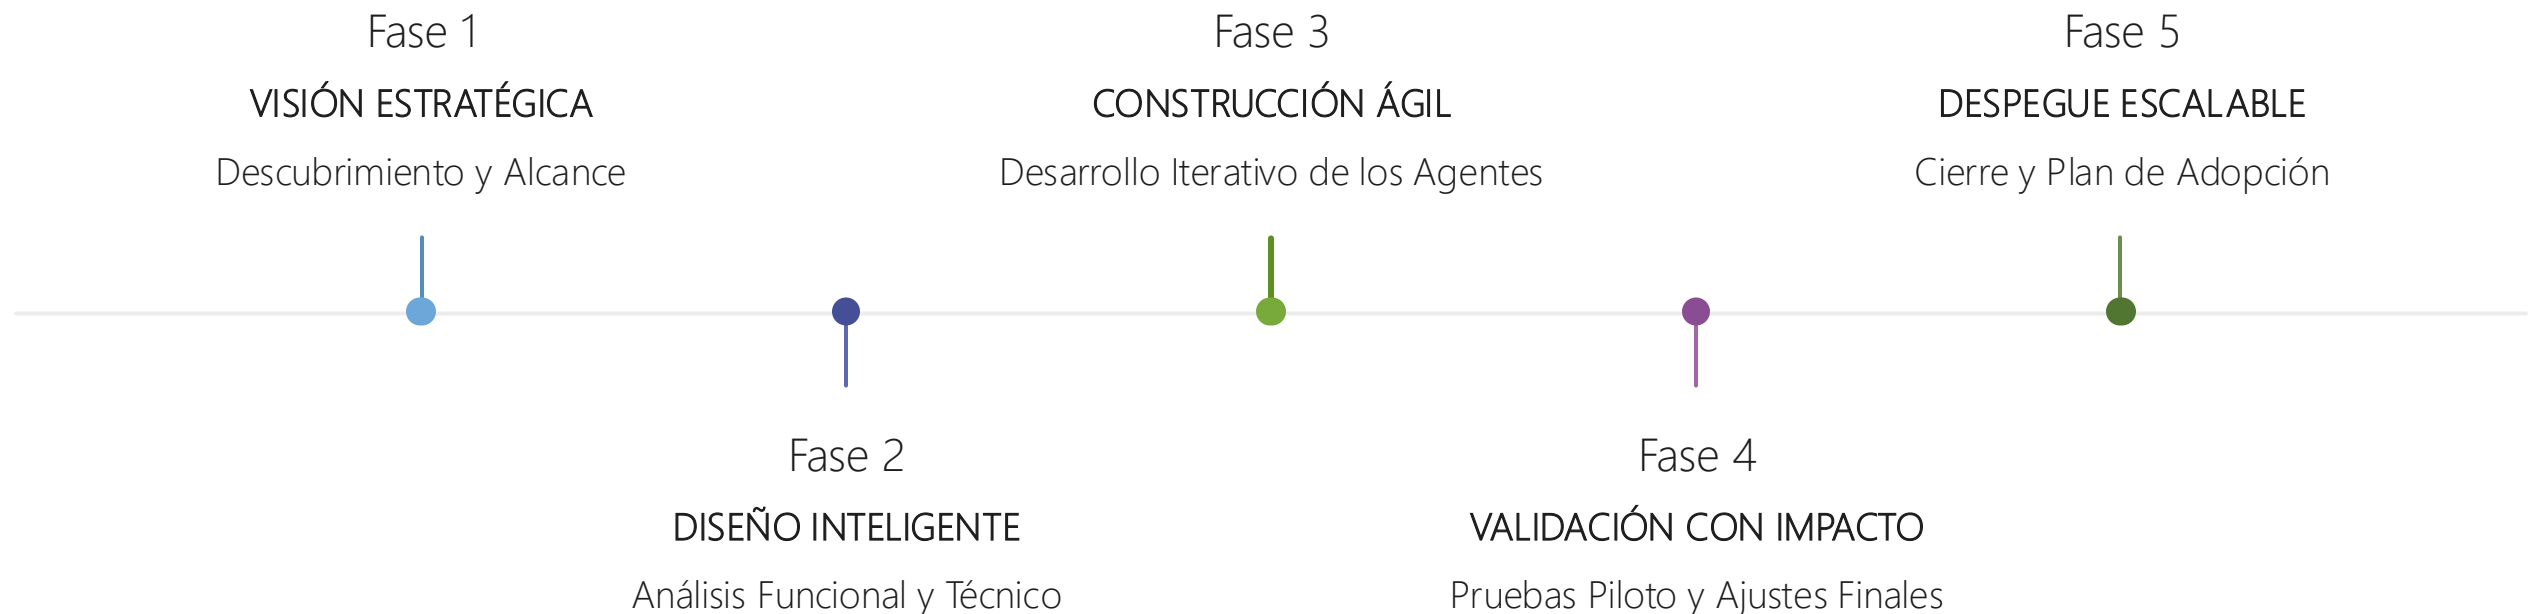 Fase 1
VISIÓN ESTRATÉGICA
Descubrimiento y Alcance
Fase 2
DISEÑO INTELIGENTE
Análisis Funcional y Técnico
Fase 3
CONSTRUCCIÓN ÁGIL
Desarrollo Iterativo de los Agentes
Fase 4
VALIDACIÓN CON IMPACTO
Pruebas Piloto y Ajustes Finales
Fase 5
DESPEGUE ESCALABLE
Cierre y Plan de Adopción